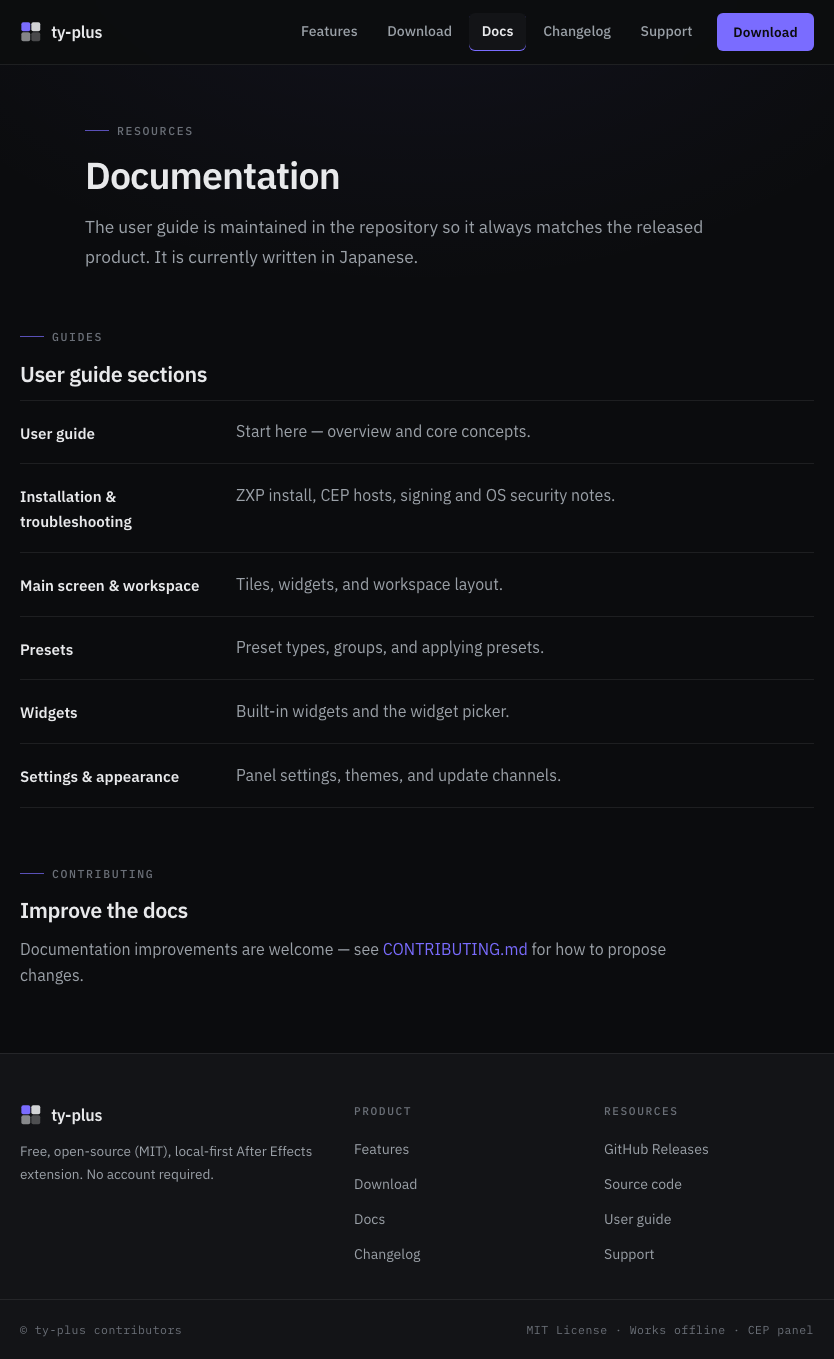 ty-plus
Features
Download
Docs
Changelog
Support
Download
RESOURCES
Documentation
The user guide is maintained in the repository so it always matches the released
product. It is currently written in Japanese.
GUIDES
User guide sections
User guide
Start here — overview and core concepts.
Installation &
troubleshooting
ZXP install, CEP hosts, signing and OS security notes.
Main screen & workspace
Tiles, widgets, and workspace layout.
Presets
Preset types, groups, and applying presets.
Widgets
Built-in widgets and the widget picker.
Settings & appearance
Panel settings, themes, and update channels.
CONTRIBUTING
Improve the docs
Documentation improvements are welcome — see CONTRIBUTING.md for how to propose
changes.
ty-plus
Free, open-source (MIT), local-first After Effects
extension. No account required.
PRODUCT
Features
Download
Docs
Changelog
RESOURCES
GitHub Releases
Source code
User guide
Support
© ty-plus contributors
MIT License · Works offline · CEP panel